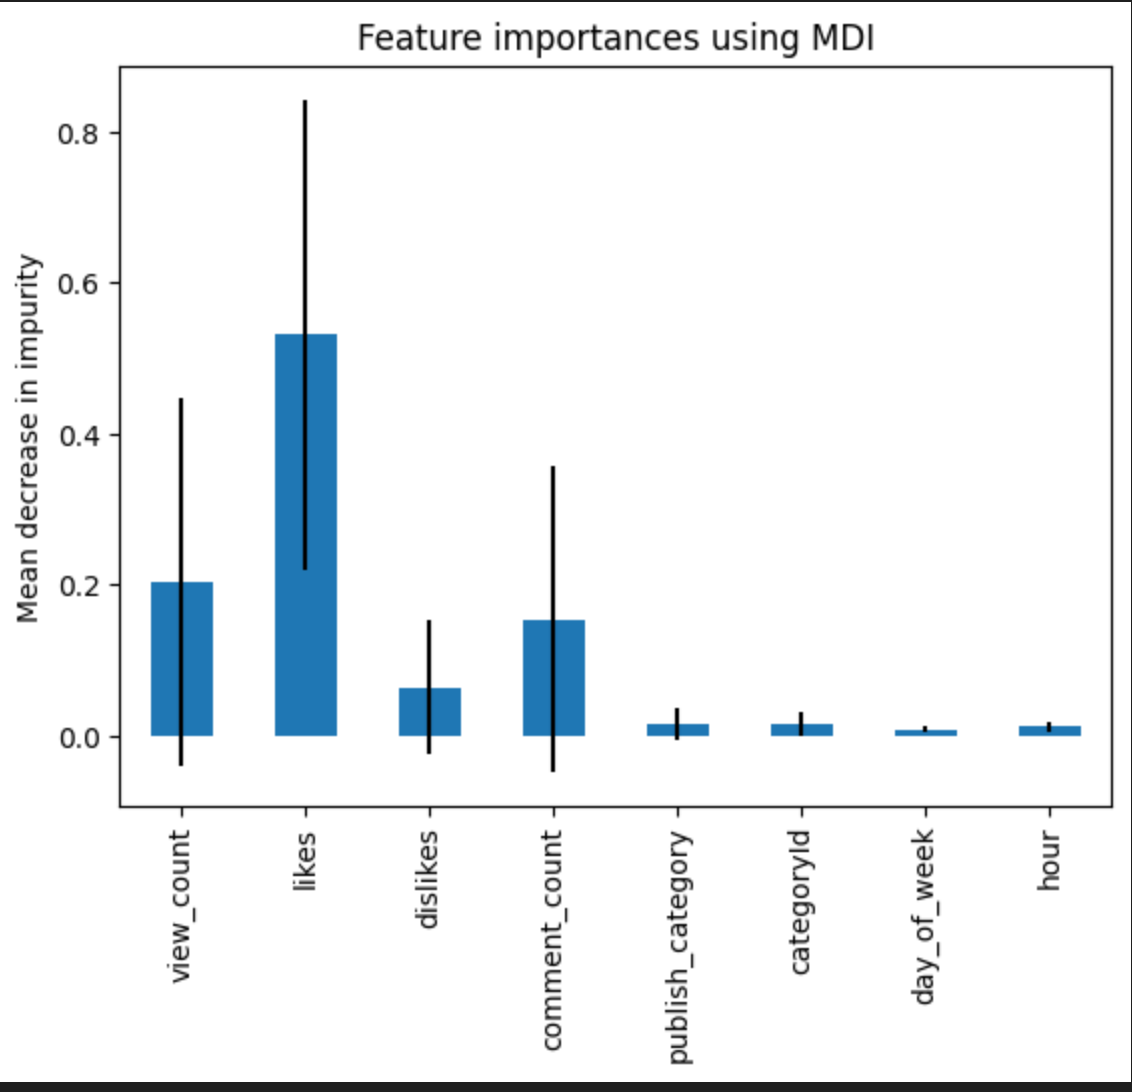 Feature importances using MDI
Mean decrease in impurity
0.8
0.6
0.4
0.2
0.0
view_count
likes
dislikes
comment_count
publish_category
categoryId
day_of_week
hour